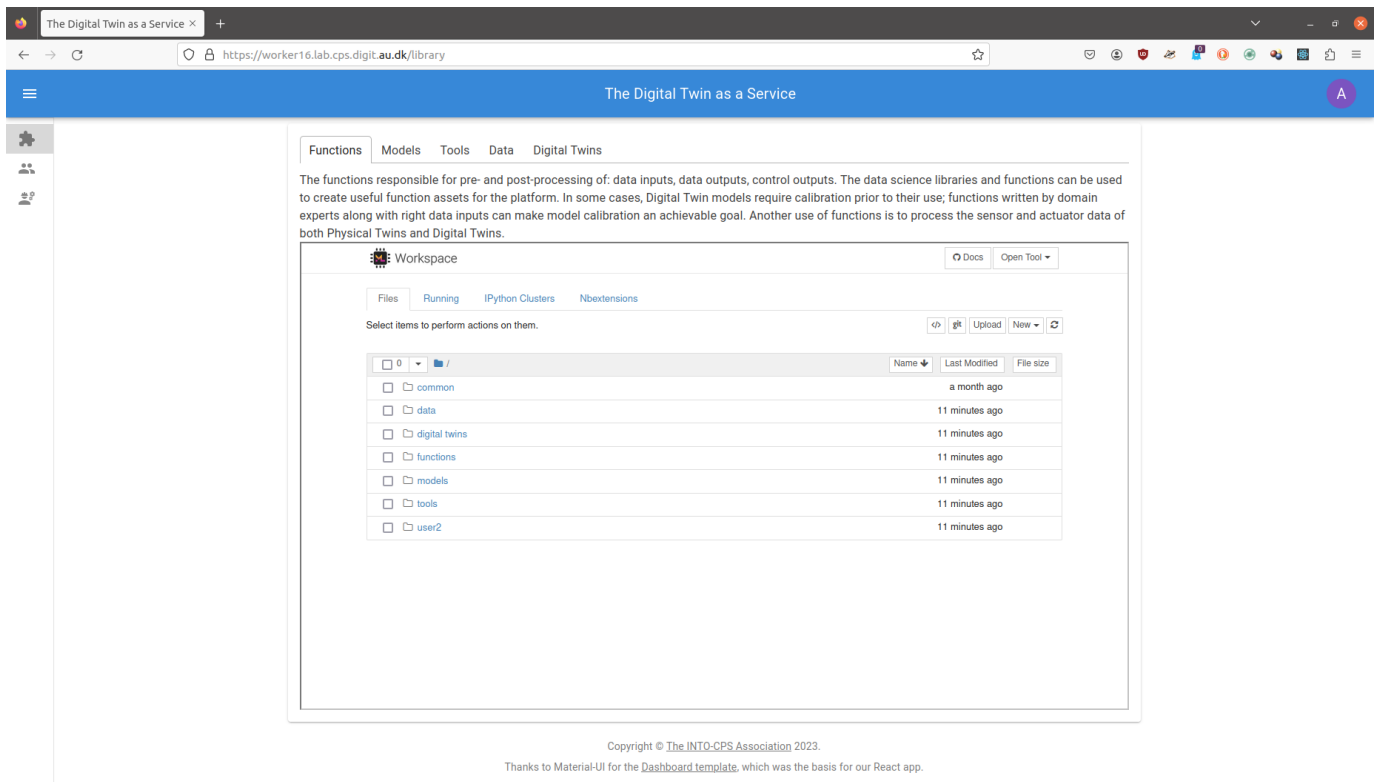 The Digital Twin as a Service
https://worker16.lab.cps.digit.au.dk/library
0
The Digital Twin as a Service
A
Functions Models Tools Data Digital Twins
The functions responsible for pre- and post-processing of: data inputs, data outputs, control outputs. The data science libraries and functions can be used
to create useful function assets for the platform. In some cases, Digital Twin models require calibration prior to their use; functions written by domain
experts along with right data inputs can make model calibration an achievable goal. Another use of functions is to process the sensor and actuator data of
both Physical Twins and Digital Twins.
Workspace Docs Open Tool
Files Running IPython Clusters Nbextensions
Select items to perform actions on them. </> git Upload New
0 / Name Last Modified File size
common a month ago
data 11 minutes ago
digital twins 11 minutes ago
functions 11 minutes ago
models 11 minutes ago
tools 11 minutes ago
user2 11 minutes ago
Copyright © The INTO-CPS Association 2023.
Thanks to Material-UI for the Dashboard template, which was the basis for our React app.